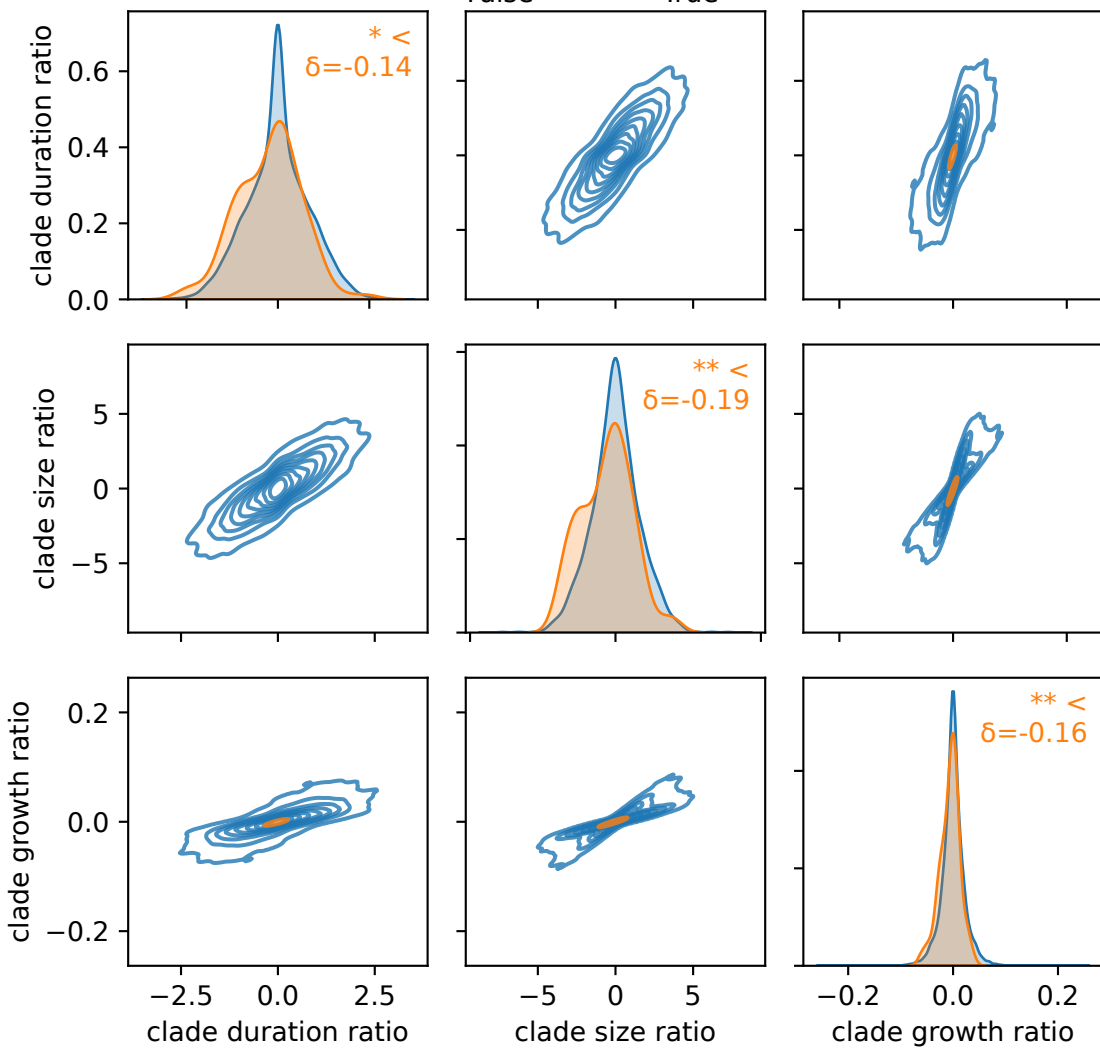 True
clade duration ratio
0.6
0.4
0.2
0.0
* <
δ=-0.14
clade size ratio
5
0
−5
** <
δ=-0.19
clade growth ratio
0.2
0.0
−0.2
** <
δ=-0.16
−2.5 0.0 2.5
−5 0 5
−0.2 0.0 0.2
clade duration ratio
clade size ratio
clade growth ratio